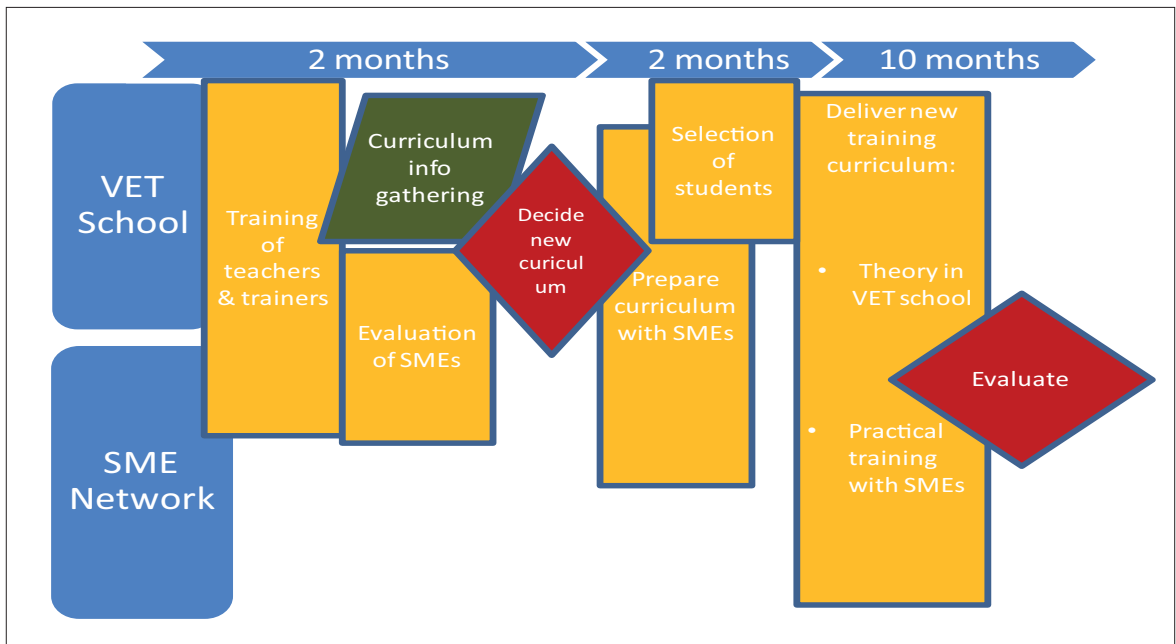 2 months
2 months
10 months
VET
School
SME
Network
Training
of
teachers
& trainers
Curriculum
info
gathering
Evaluation
of SMEs
Decide
new
curicul
um
Prepare
curriculum
with SMEs
Selection
of
students
Deliver new
training
curriculum:
• Theory in
VET school
• Practical
training
with SMEs
Evaluate